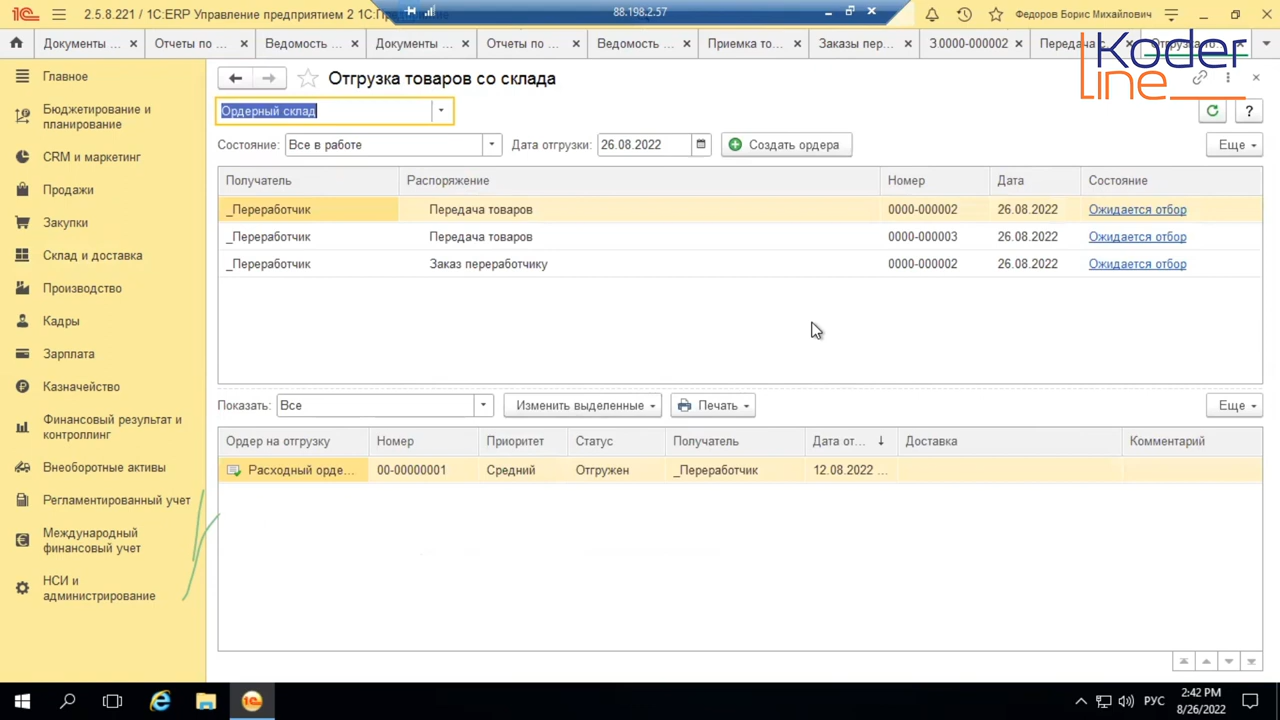 2.5.8.221 / 1С:ERP Управление предприятием 2 1С:П
88.198.2.57
Федоров Борис Михайлович
Документы ...
Отчеты по ...
Ведомость ...
Документы ...
Отчеты по ...
Ведомость ...
Приемка то...
Заказы пер...
З 0000-000002
Koder
line
Главное
Бюджетирование и
планирование
CRM и маркетинг
Продажи
Закупки
Склад и доставка
Производство
Кадры
Зарплата
Казначейство
Финансовый результат и
контроллинг
Внеоборотные активы
Регламентированный учет
Международный
финансовый учет
НСИ и
администрирование
Отгрузка товаров со склада
Ордерный склад
?
Состояние: Все в работе Дата отгрузки: 26.08.2022 Создать ордера Еще
Получатель Распоряжение Номер Дата Состояние
_Переработчик Передача товаров 0000-000002 26.08.2022 Ожидается отбор
_Переработчик Передача товаров 0000-000003 26.08.2022 Ожидается отбор
_Переработчик Заказ переработчику 0000-000002 26.08.2022 Ожидается отбор
Показать: Все Изменить выделенные Печать Еще
Ордер на отгрузку Номер Приоритет Статус Получатель Дата от... Доставка Комментарий
Расходный орде... 00-00000001 Средний Отгружен _Переработчик 12.08.2022 ...
РУС
2:42 PM
8/26/2022